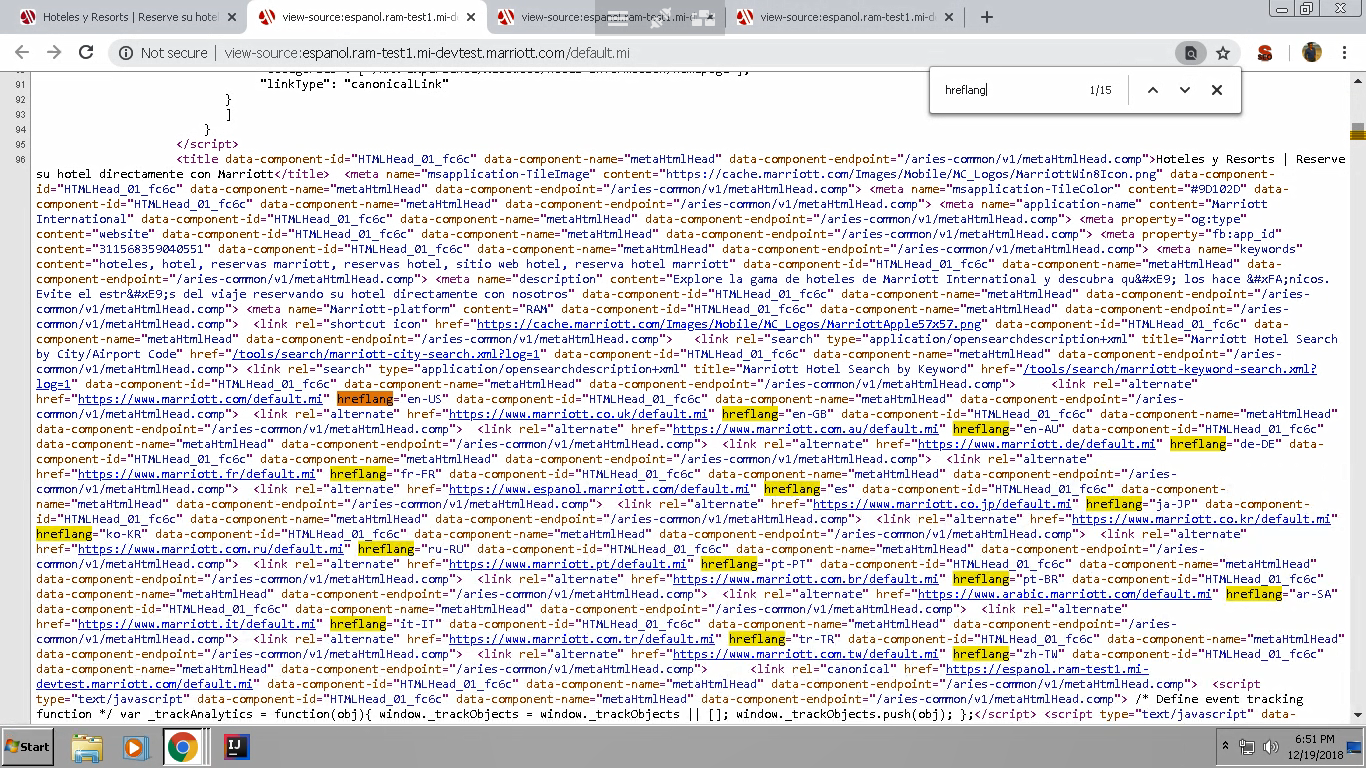 Hoteles y Resorts | Reserve su hote
view-source:espanol.ram-test1.mi-d
view-source:espanol.ram-test1.mi-d
view-source:espanol.ram-test1.mi-d
Not secure | view-source:espanol.ram-test1.mi-devtest.marriott.com/default.mi
hreflang 1/15
91 "linkType": "canonicalLink"
92 }
93 ]
94 }
95 </script>
96 <title data-component-id="HTMLHead_01_fc6c" data-component-name="metaHtmlHead" data-component-endpoint="/aries-common/v1/metaHtmlHead.comp">Hoteles y Resorts | Reserve
su hotel directamente con Marriott</title> <meta name="msapplication-TileImage" content="https://cache.marriott.com/Images/Mobile/MC_Logos/MarriottWin8Icon.png" data-component-
id="HTMLHead_01_fc6c" data-component-name="metaHtmlHead" data-component-endpoint="/aries-common/v1/metaHtmlHead.comp"> <meta name="msapplication-TileColor" content="#9D102D" data-
component-id="HTMLHead_01_fc6c" data-component-name="metaHtmlHead" data-component-endpoint="/aries-common/v1/metaHtmlHead.comp"> <meta name="application-name" content="Marriott
International" data-component-id="HTMLHead_01_fc6c" data-component-name="metaHtmlHead" data-component-endpoint="/aries-common/v1/metaHtmlHead.comp"> <meta property="og:type"
content="website" data-component-id="HTMLHead_01_fc6c" data-component-name="metaHtmlHead" data-component-endpoint="/aries-common/v1/metaHtmlHead.comp"> <meta property="fb:app_id"
content="311568359040551" data-component-id="HTMLHead_01_fc6c" data-component-name="metaHtmlHead" data-component-endpoint="/aries-common/v1/metaHtmlHead.comp"> <meta name="keywords"
content="hoteles, hotel, reservas marriott, reservas hotel, sitio web hotel, reserva hotel marriott" data-component-id="HTMLHead_01_fc6c" data-component-name="metaHtmlHead" data-
component-endpoint="/aries-common/v1/metaHtmlHead.comp"> <meta name="description" content="Explore la gama de hoteles de Marriott International y descubra qu&#xE9; los hace &#xFA;nicos.
Evite el estr&#xE9;s del viaje reservando su hotel directamente con nosotros" data-component-id="HTMLHead_01_fc6c" data-component-name="metaHtmlHead" data-component-endpoint="/aries-
common/v1/metaHtmlHead.comp"> <meta name="Marriott-platform" content="RAM" data-component-id="HTMLHead_01_fc6c" data-component-name="metaHtmlHead" data-component-endpoint="/aries-
common/v1/metaHtmlHead.comp"> <link rel="shortcut icon" href="https://cache.marriott.com/Images/Mobile/MC_Logos/MarriottApple57x57.png" data-component-id="HTMLHead_01_fc6c" data-
component-name="metaHtmlHead" data-component-endpoint="/aries-common/v1/metaHtmlHead.comp"> <link rel="search" type="application/opensearchdescription+xml" title="Marriott Hotel Search
by City/Airport Code" href="/tools/search/marriott-city-search.xml?log=1" data-component-id="HTMLHead_01_fc6c" data-component-name="metaHtmlHead" data-component-endpoint="/aries-
common/v1/metaHtmlHead.comp"> <link rel="search" type="application/opensearchdescription+xml" title="Marriott Hotel Search by Keyword" href="/tools/search/marriott-keyword-search.xml?
log=1" data-component-id="HTMLHead_01_fc6c" data-component-name="metaHtmlHead" data-component-endpoint="/aries-common/v1/metaHtmlHead.comp"> <link rel="alternate"
href="https://www.marriott.com/default.mi" hreflang="en-US" data-component-id="HTMLHead_01_fc6c" data-component-name="metaHtmlHead" data-component-endpoint="/aries-
common/v1/metaHtmlHead.comp"> <link rel="alternate" href="https://www.marriott.co.uk/default.mi" hreflang="en-GB" data-component-id="HTMLHead_01_fc6c" data-component-name="metaHtmlHead"
data-component-endpoint="/aries-common/v1/metaHtmlHead.comp"> <link rel="alternate" href="https://www.marriott.com.au/default.mi" hreflang="en-AU" data-component-id="HTMLHead_01_fc6c"
data-component-name="metaHtmlHead" data-component-endpoint="/aries-common/v1/metaHtmlHead.comp"> <link rel="alternate" href="https://www.marriott.de/default.mi" hreflang="de-DE" data-
component-id="HTMLHead_01_fc6c" data-component-name="metaHtmlHead" data-component-endpoint="/aries-common/v1/metaHtmlHead.comp"> <link rel="alternate"
href="https://www.marriott.fr/default.mi" hreflang="fr-FR" data-component-id="HTMLHead_01_fc6c" data-component-name="metaHtmlHead" data-component-endpoint="/aries-
common/v1/metaHtmlHead.comp"> <link rel="alternate" href="https://www.espanol.marriott.com/default.mi" hreflang="es" data-component-id="HTMLHead_01_fc6c" data-component-
name="metaHtmlHead" data-component-endpoint="/aries-common/v1/metaHtmlHead.comp"> <link rel="alternate" href="https://www.marriott.co.jp/default.mi" hreflang="ja-JP" data-component-
id="HTMLHead_01_fc6c" data-component-name="metaHtmlHead" data-component-endpoint="/aries-common/v1/metaHtmlHead.comp"> <link rel="alternate" href="https://www.marriott.co.kr/default.mi"
hreflang="ko-KR" data-component-id="HTMLHead_01_fc6c" data-component-name="metaHtmlHead" data-component-endpoint="/aries-common/v1/metaHtmlHead.comp"> <link rel="alternate"
href="https://www.marriott.com.ru/default.mi" hreflang="ru-RU" data-component-id="HTMLHead_01_fc6c" data-component-name="metaHtmlHead" data-component-endpoint="/aries-
common/v1/metaHtmlHead.comp"> <link rel="alternate" href="https://www.marriott.pt/default.mi" hreflang="pt-PT" data-component-id="HTMLHead_01_fc6c" data-component-name="metaHtmlHead"
data-component-endpoint="/aries-common/v1/metaHtmlHead.comp"> <link rel="alternate" href="https://www.marriott.com.br/default.mi" hreflang="pt-BR" data-component-id="HTMLHead_01_fc6c"
data-component-name="metaHtmlHead" data-component-endpoint="/aries-common/v1/metaHtmlHead.comp"> <link rel="alternate" href="https://www.arabic.marriott.com/default.mi" hreflang="ar-SA"
data-component-id="HTMLHead_01_fc6c" data-component-name="metaHtmlHead" data-component-endpoint="/aries-common/v1/metaHtmlHead.comp"> <link rel="alternate"
href="https://www.marriott.it/default.mi" hreflang="it-IT" data-component-id="HTMLHead_01_fc6c" data-component-name="metaHtmlHead" data-component-endpoint="/aries-
common/v1/metaHtmlHead.comp"> <link rel="alternate" href="https://www.marriott.com.tr/default.mi" hreflang="tr-TR" data-component-id="HTMLHead_01_fc6c" data-component-name="metaHtmlHead"
data-component-endpoint="/aries-common/v1/metaHtmlHead.comp"> <link rel="alternate" href="https://www.marriott.com.tw/default.mi" hreflang="zh-TW" data-component-id="HTMLHead_01_fc6c"
data-component-name="metaHtmlHead" data-component-endpoint="/aries-common/v1/metaHtmlHead.comp"> <link rel="canonical" href="https://espanol.ram-test1.mi-
devtest.marriott.com/default.mi" data-component-id="HTMLHead_01_fc6c" data-component-name="metaHtmlHead" data-component-endpoint="/aries-common/v1/metaHtmlHead.comp"> <script
type="text/javascript" data-component-id="HTMLHead_01_fc6c" data-component-name="metaHtmlHead" data-component-endpoint="/aries-common/v1/metaHtmlHead.comp"> /* Define event tracking
function */ var _trackAnalytics = function(obj){ window._trackObjects = window._trackObjects || []; window._trackObjects.push(obj); };</script> <script type="text/javascript" data-
Start
6:51 PM
12/19/2018